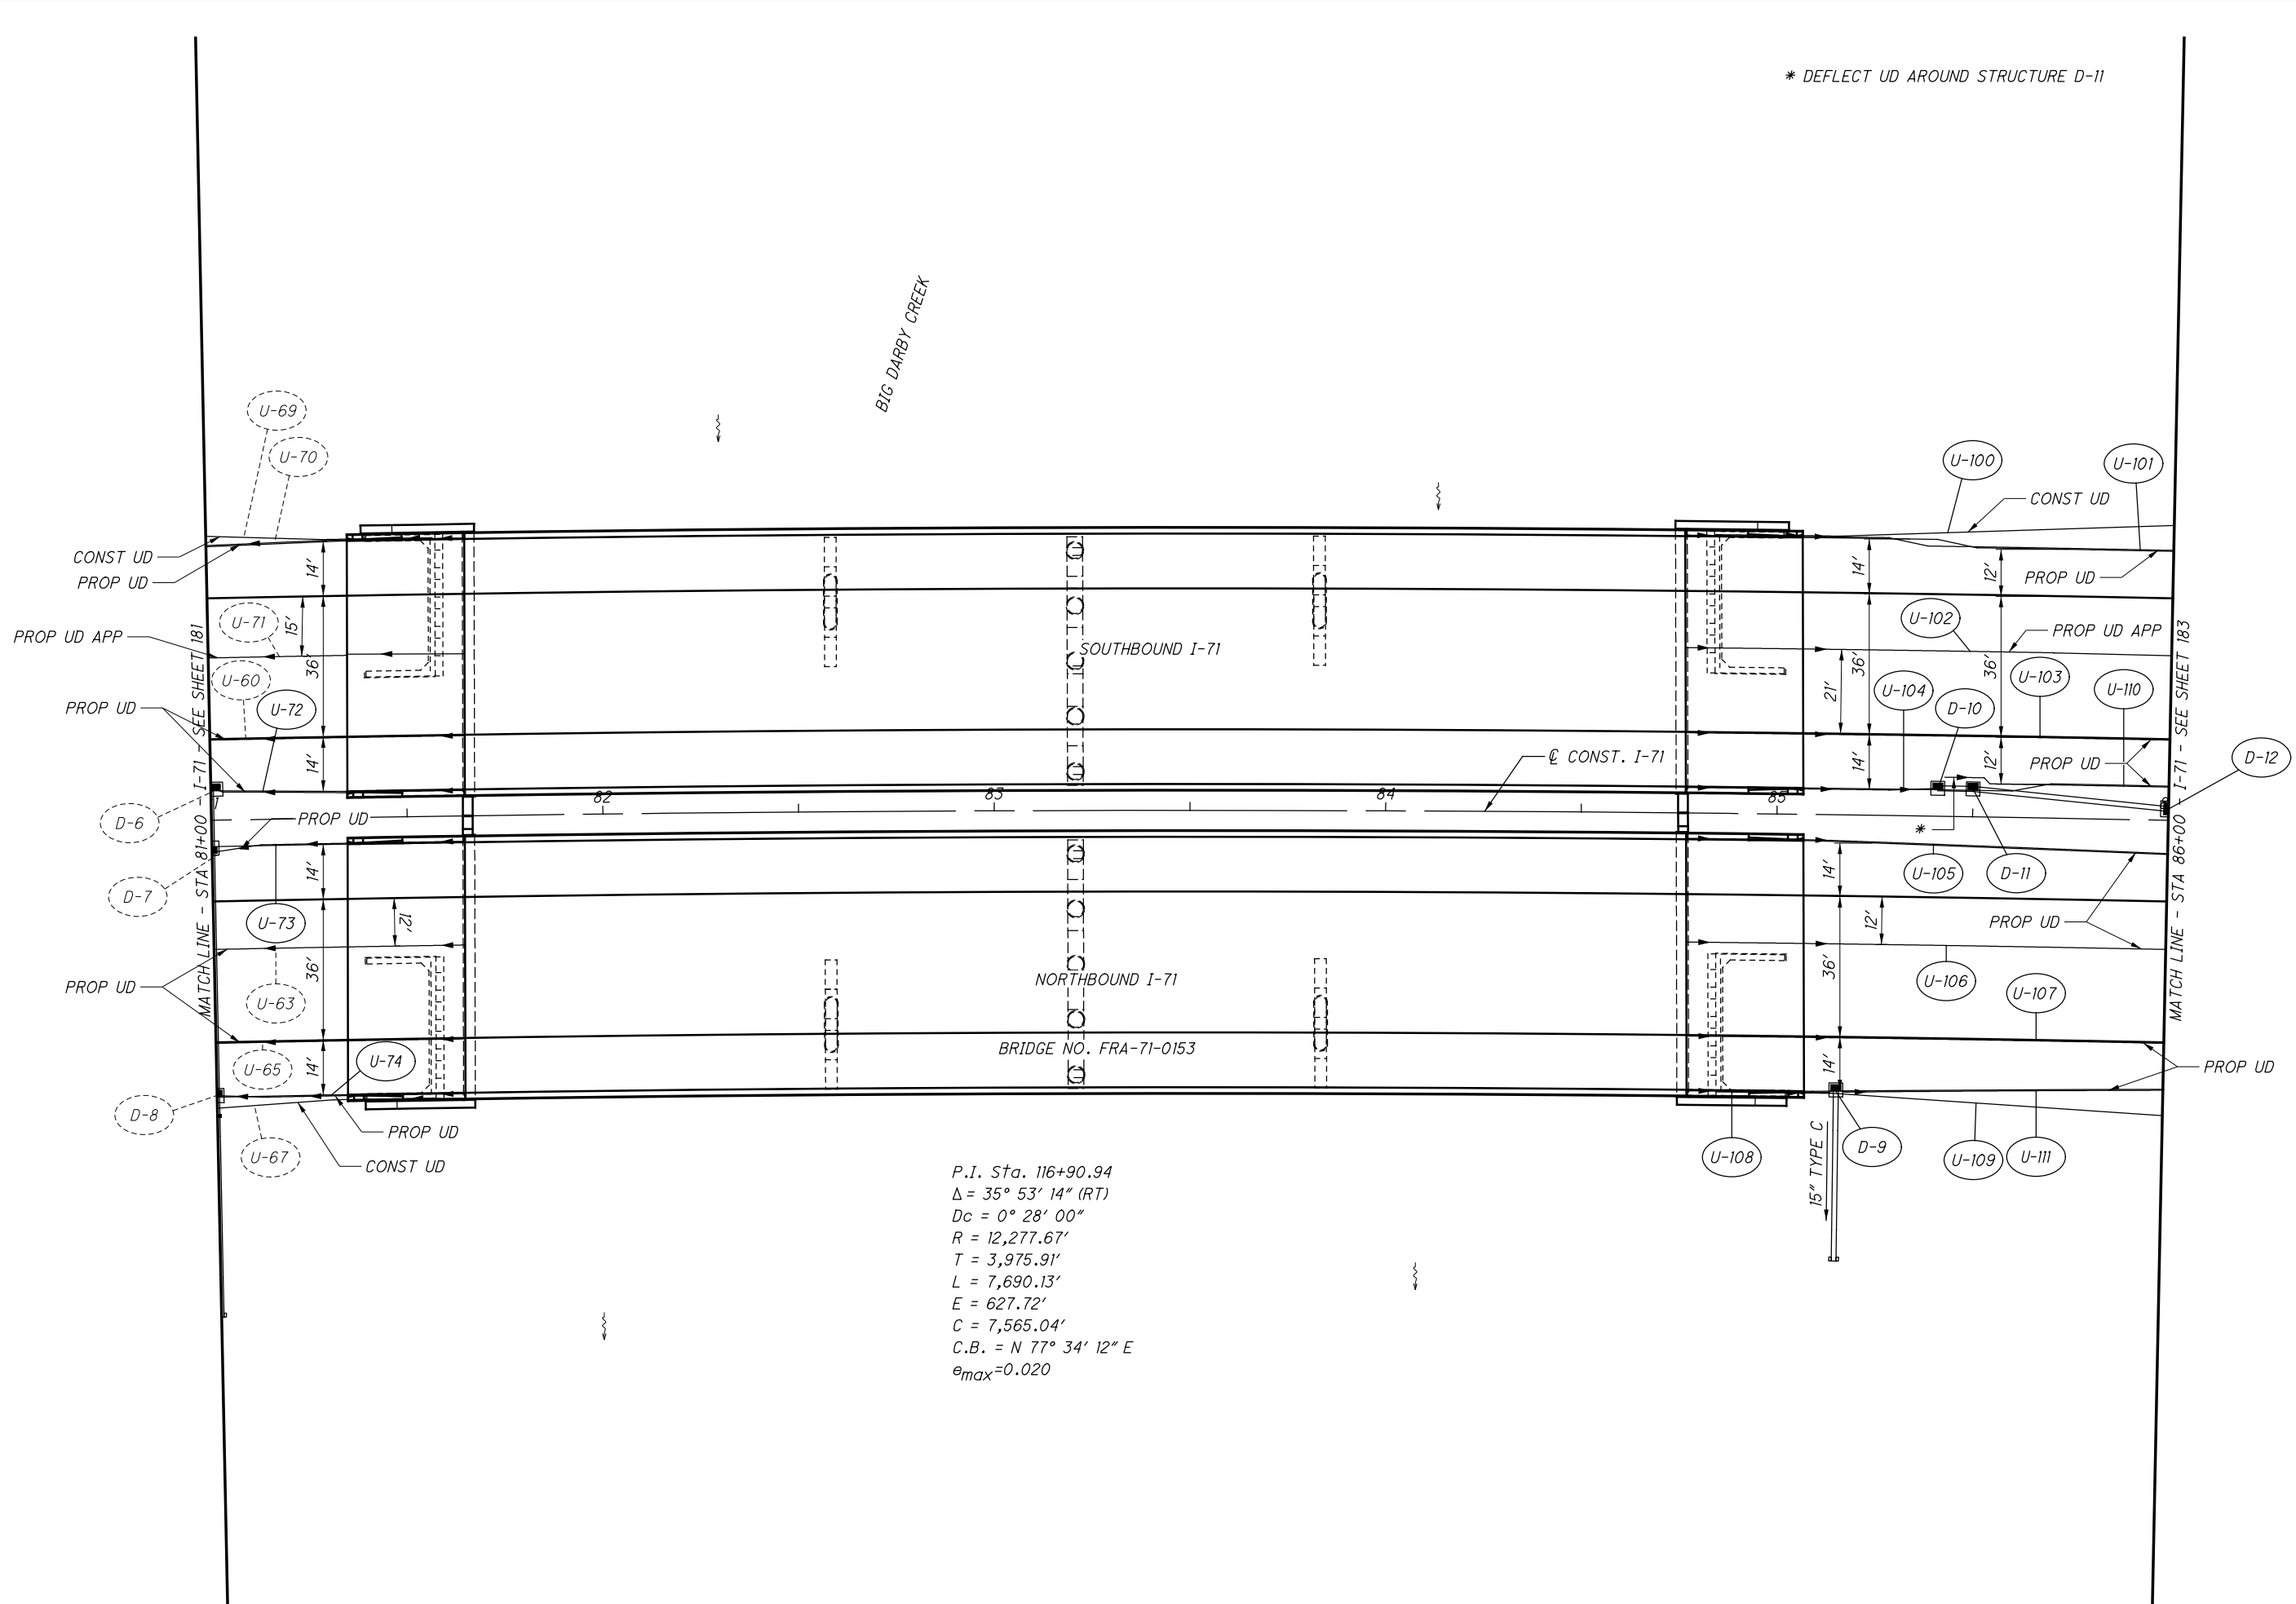 * DEFLECT UD AROUND STRUCTURE D-11
BIG DARBY CREEK
U-69
U-70
U-100
U-101
CONST UD
CONST UD
PROP UD
14'
14'
12'
PROP UD
U-71
15'
U-102
PROP UD APP
PROP UD APP
SOUTHBOUND I-71
36'
36'
36'
U-60
21'
U-104
U-103
U-110
PROP UD
U-72
D-10
14'
14'
12'
℄ CONST. I-71
PROP UD
D-12
82
83
84
85
D-6
PROP UD
*
MATCH LINE - STA 81+00 - I-71 - SEE SHEET 181
MATCH LINE - STA 86+00 - I-71 - SEE SHEET 183
D-7
14'
14'
U-105
D-11
U-73
12'
12'
PROP UD
36'
36'
NORTHBOUND I-71
U-106
PROP UD
U-63
U-107
BRIDGE NO. FRA-71-0153
U-65
14'
U-74
14'
PROP UD
D-8
PROP UD
U-67
CONST UD
15" TYPE C
U-108
D-9
U-109
U-111
P.I. Sta. 116+90.94
Δ = 35° 53' 14" (RT)
Dc = 0° 28' 00"
R = 12,277.67'
T = 3,975.91'
L = 7,690.13'
E = 627.72'
C = 7,565.04'
C.B. = N 77° 34' 12" E
emax=0.020